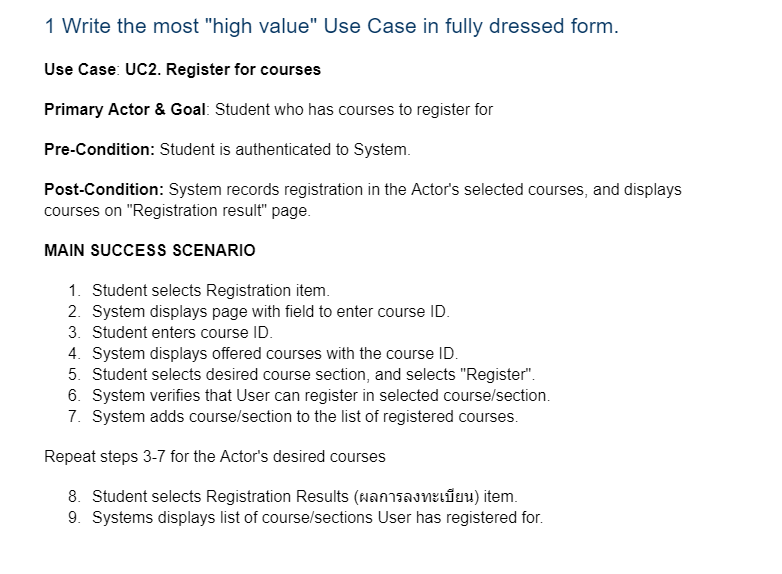 1 Write the most "high value" Use Case in fully dressed form.
Use Case: UC2. Register for courses
Primary Actor & Goal: Student who has courses to register for
Pre-Condition: Student is authenticated to System.
Post-Condition: System records registration in the Actor's selected courses, and displays
courses on "Registration result" page.
MAIN SUCCESS SCENARIO
1. Student selects Registration item.
2. System displays page with field to enter course ID.
3. Student enters course ID.
4. System displays offered courses with the course ID.
5. Student selects desired course section, and selects "Register".
6. System verifies that User can register in selected course/section.
7. System adds course/section to the list of registered courses.
Repeat steps 3-7 for the Actor's desired courses
8. Student selects Registration Results (ผลการลงทะเบียน) item.
9. Systems displays list of course/sections User has registered for.